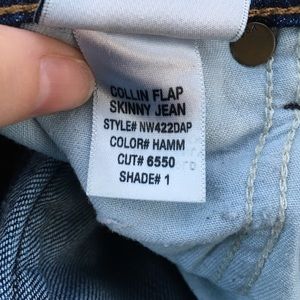 COLLIN FLAP
SKINNY JEAN
STYLE# NW422DAP
COLOR# HAMM
CUT# 6550
SHADE# 1